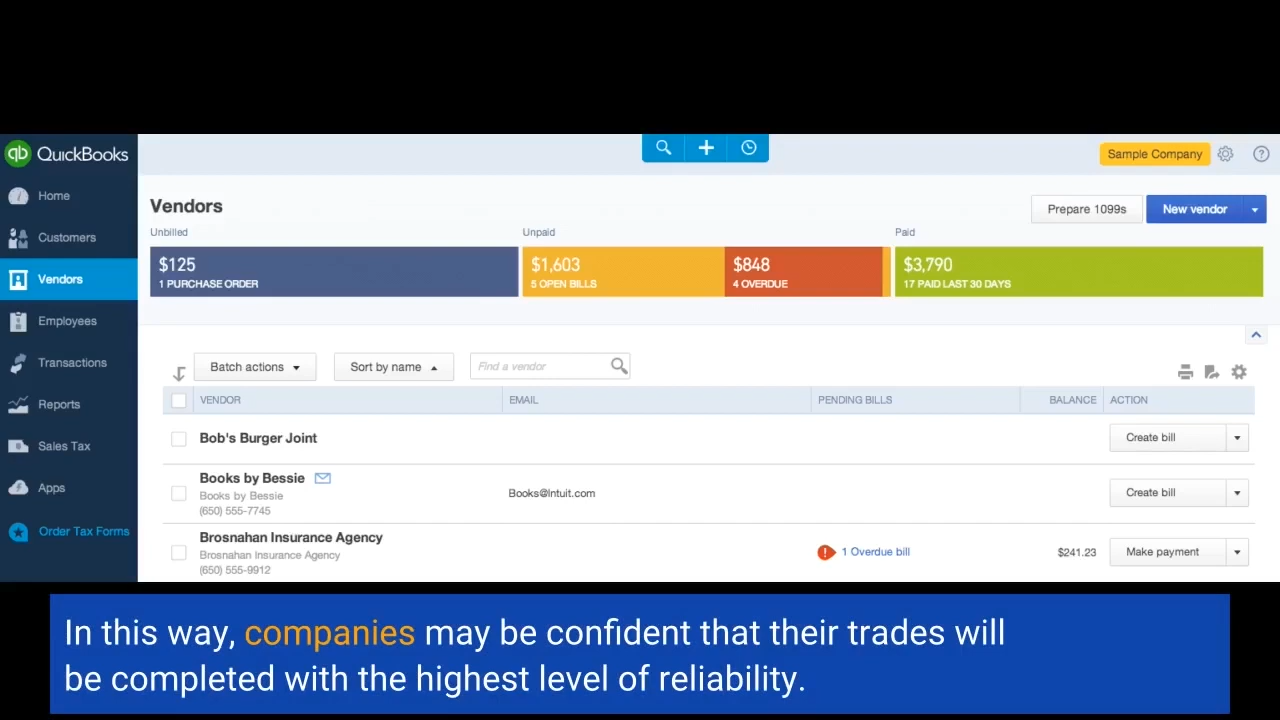 QuickBooks
Sample Company
Home
Customers
Vendors
Employees
Transactions
Reports
Sales Tax
Apps
Order Tax Forms
Vendors
Prepare 1099s
New vendor
Unbilled
Unpaid
Paid
$125
1 PURCHASE ORDER
$1,603
5 OPEN BILLS
$848
4 OVERDUE
$3,790
17 PAID LAST 30 DAYS
Batch actions
Sort by name
Find a vendor
VENDOR EMAIL PENDING BILLS BALANCE ACTION
Bob's Burger Joint
Create bill
Books by Bessie
Books by Bessie
(650) 555-7745
Books@Intuit.com
Create bill
Brosnahan Insurance Agency
Brosnahan Insurance Agency
(650) 555-9912
1 Overdue bill
$241.23
Make payment
In this way, companies may be confident that their trades will
be completed with the highest level of reliability.